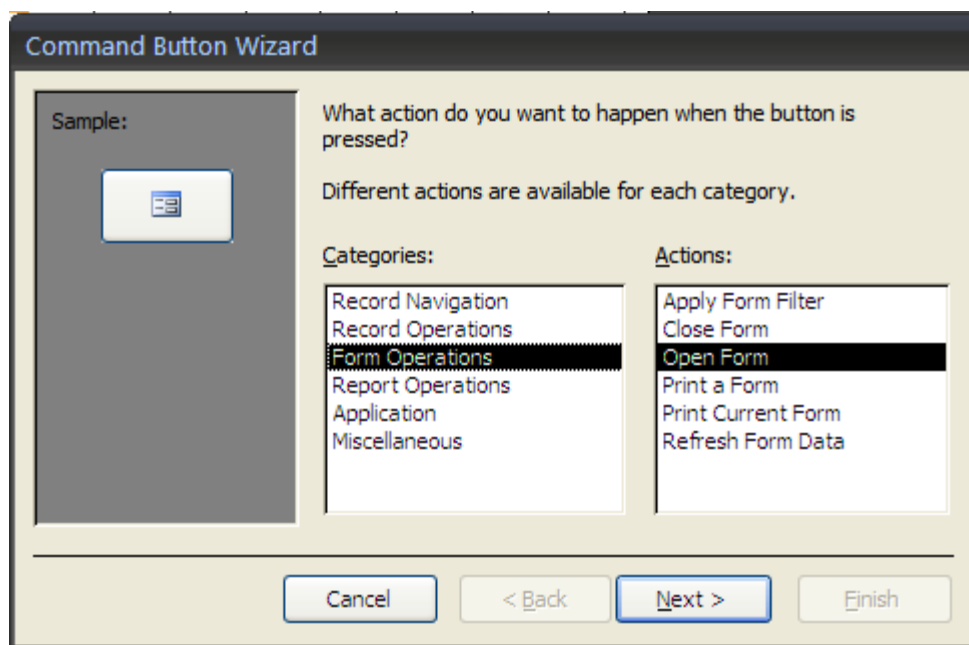 Command Button Wizard
Sample:
What action do you want to happen when the button is
pressed?
Different actions are available for each category.
Categories:
Record Navigation
Record Operations
Form Operations
Report Operations
Application
Miscellaneous
Actions:
Apply Form Filter
Close Form
Open Form
Print a Form
Print Current Form
Refresh Form Data
Cancel
< Back
Next >
Finish